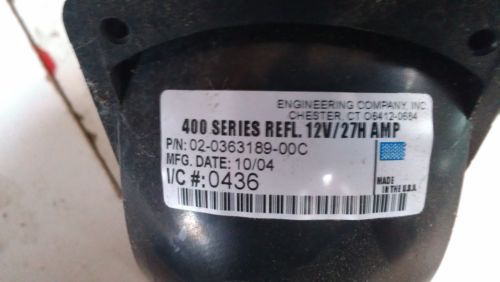 ENGINEERING COMPANY, INC.
CHESTER, CT 06412-0684
400 SERIES REFL. 12V/27H AMP
P/N: 02-0363189-00C
MFG. DATE: 10/04
I/C #: 0436
MADE
IN THE U.S.A.